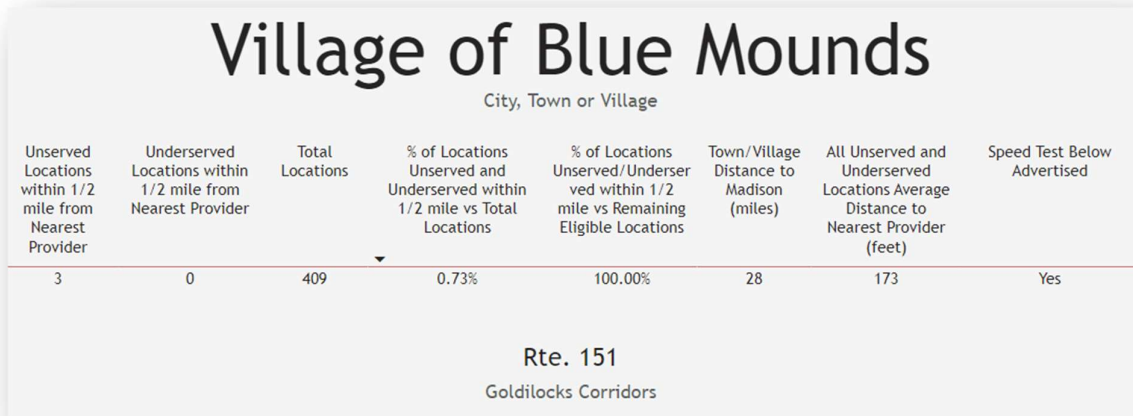 Village of Blue Mounds
City, Town or Village
Unserved
Locations
within 1/2
mile from
Nearest
Provider
Underserved
Locations within
1/2 mile from
Nearest Provider
Total
Locations
% of Locations
Unserved and
Underserved within
1/2 mile vs Total
Locations
% of Locations
Unserved/Underser
ved within 1/2
mile vs Remaining
Eligible Locations
Town/Village
Distance to
Madison
(miles)
All Unserved and
Underserved
Locations Average
Distance to
Nearest Provider
(feet)
Speed Test Below
Advertised
3 0 409 0.73% 100.00% 28 173 Yes
Rte. 151
Goldilocks Corridors